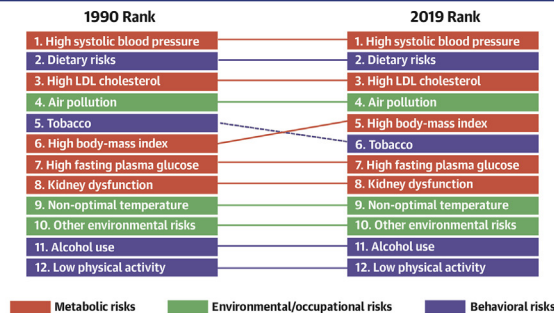 1990 Rank
1. High systolic blood pressure
2. Dietary risks
3. High LDL cholesterol
4. Air pollution
5. Tobacco
6. High body-mass index
7. High fasting plasma glucose
8. Kidney dysfunction
9. Non-optimal temperature
10. Other environmental risks
11. Alcohol use
12. Low physical activity
2019 Rank
1. High systolic blood pressure
2. Dietary risks
3. High LDL cholesterol
4. Air pollution
5. High body-mass index
6. Tobacco
7. High fasting plasma glucose
8. Kidney dysfunction
9. Non-optimal temperature
10. Other environmental risks
11. Alcohol use
12. Low physical activity
Metabolic risks
Environmental/occupational risks
Behavioral risks